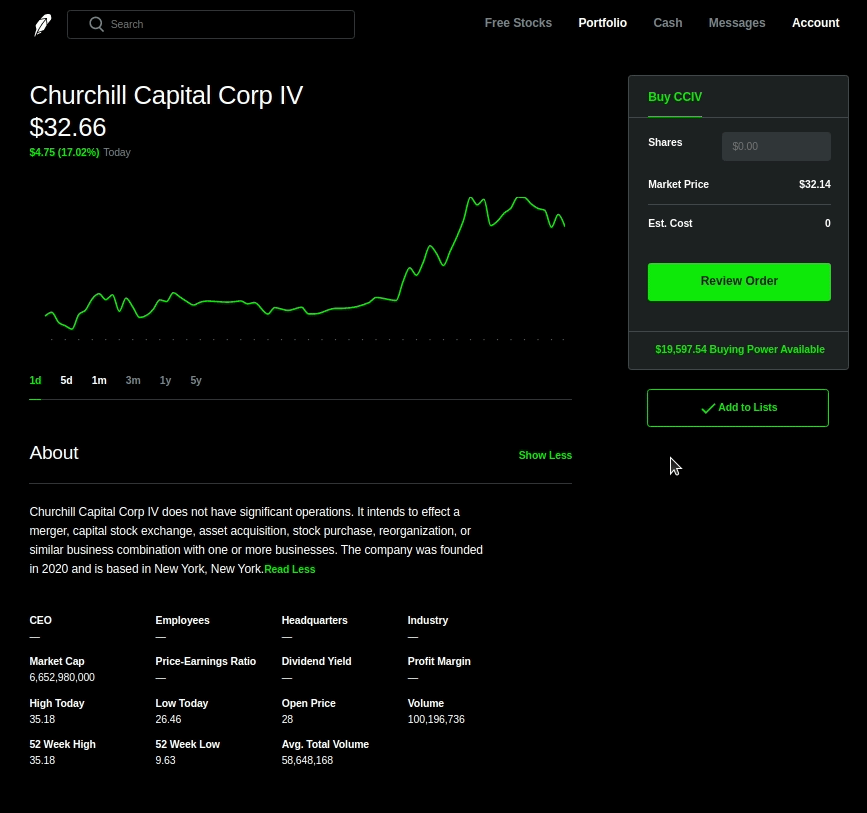 Search
Free Stocks Portfolio Cash Messages Account
Churchill Capital Corp IV
$32.66
$4.75 (17.02%) Today
Buy CCIV
Shares $0.00
Market Price $32.14
Est. Cost 0
Review Order
$19,597.54 Buying Power Available
Add to Lists
1d 5d 1m 3m 1y 5y
About Show Less
Churchill Capital Corp IV does not have significant operations. It intends to effect a
merger, capital stock exchange, asset acquisition, stock purchase, reorganization, or
similar business combination with one or more businesses. The company was founded
in 2020 and is based in New York, New York.Read Less
CEO Employees Headquarters Industry
— — — —
Market Cap Price-Earnings Ratio Dividend Yield Profit Margin
6,652,980,000 — — —
High Today Low Today Open Price Volume
35.18 26.46 28 100,196,736
52 Week High 52 Week Low Avg. Total Volume
35.18 9.63 58,648,168